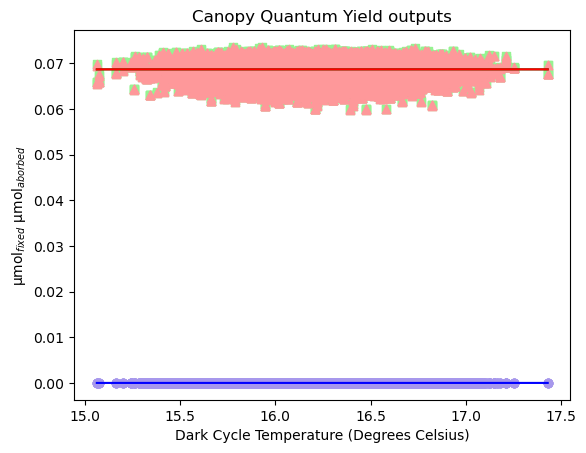 Canopy Quantum Yield outputs
0.07
0.06
0.05
0.04
0.03
0.02
0.01
0.00
µmol_fixed µmol_aborbed
15.0 15.5 16.0 16.5 17.0 17.5
Dark Cycle Temperature (Degrees Celsius)